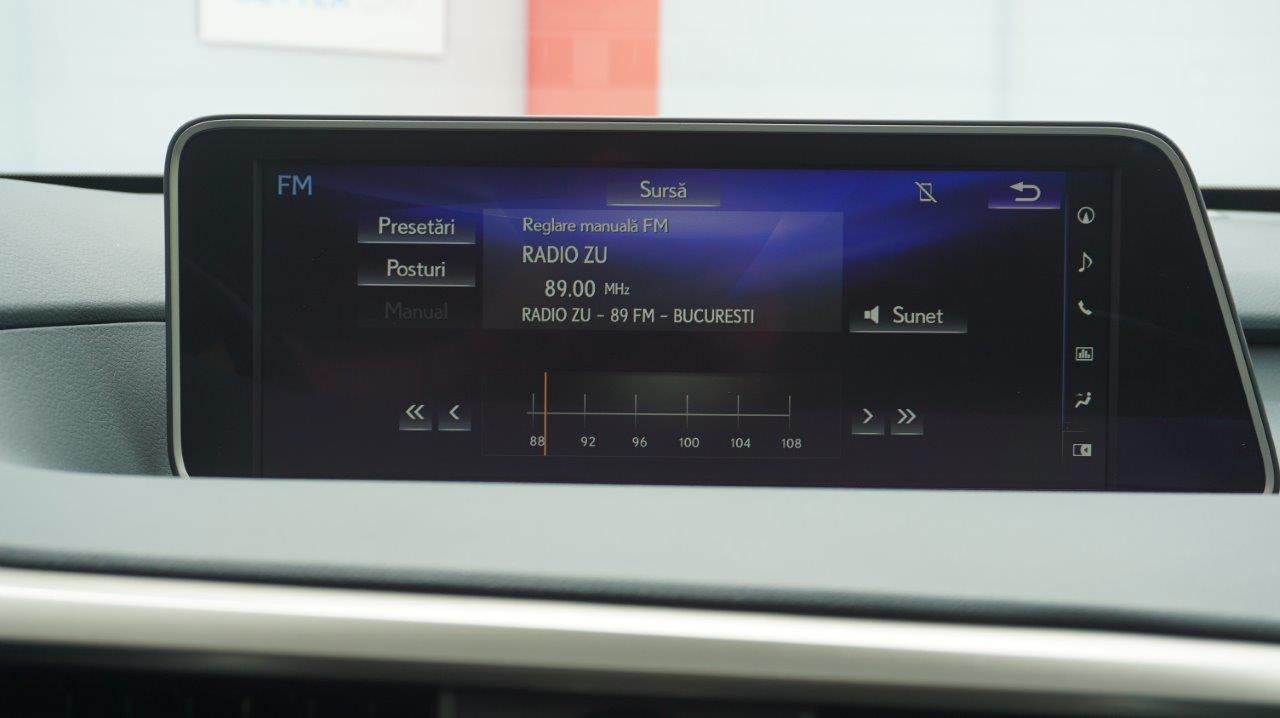 FM
Sursă
Presetări
Reglare manuală FM
Posturi
RADIO ZU
89.00 MHz
Manual
RADIO ZU - 89 FM - BUCURESTI
Sunet
88 92 96 100 104 108